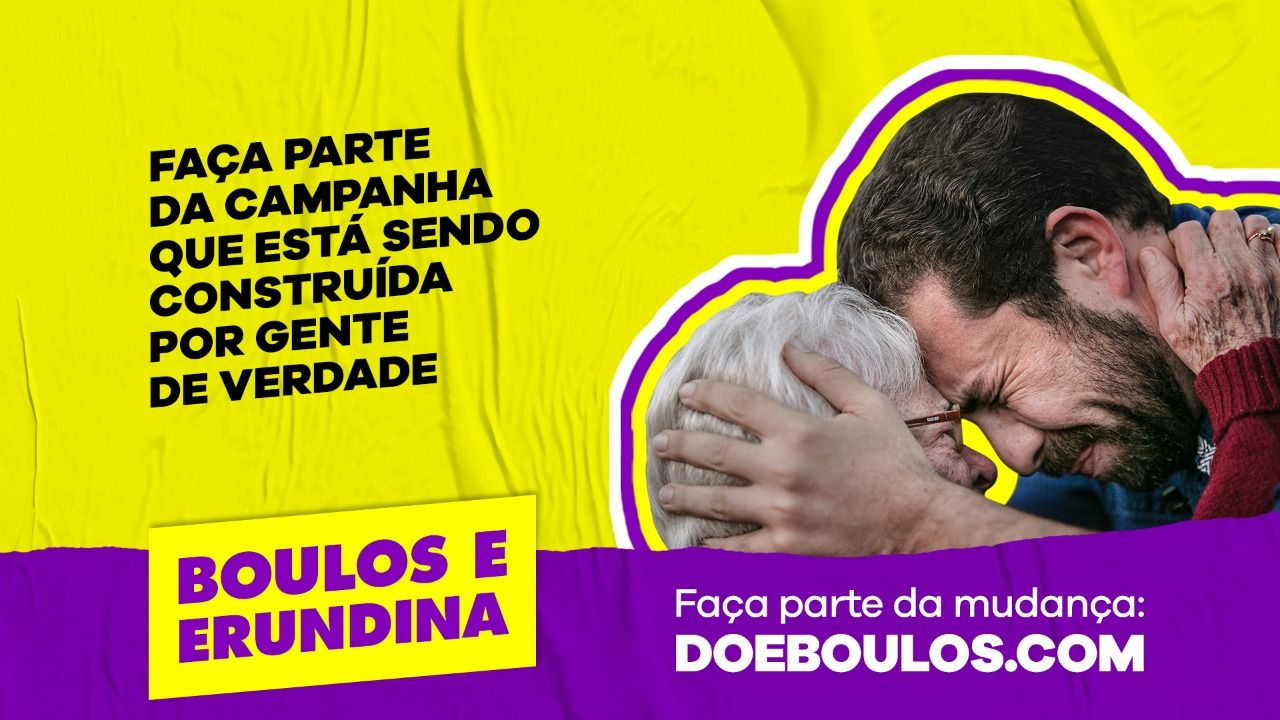 FAÇA PARTE
DA CAMPANHA
QUE ESTÁ SENDO
CONSTRUÍDA
POR GENTE
DE VERDADE
BOULOS E
ERUNDINA
Faça parte da mudança:
DOEBOULOS.COM